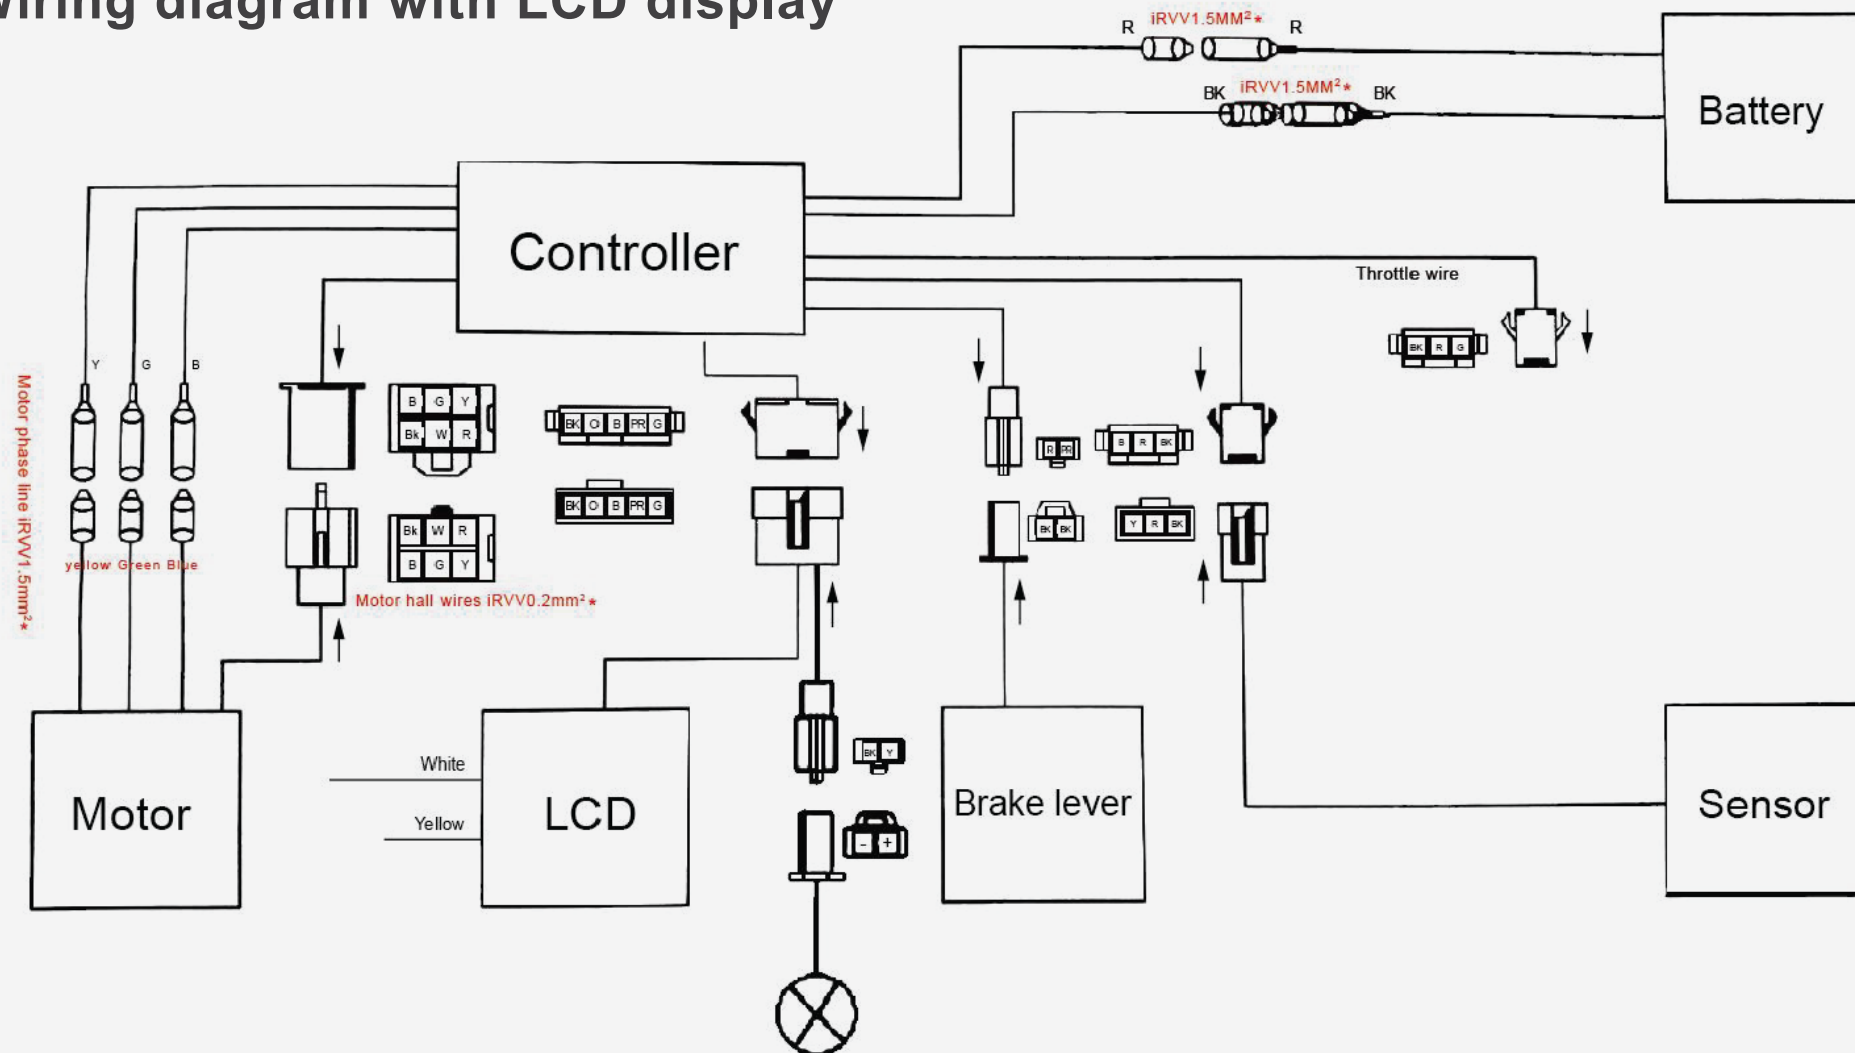 wiring diagram with LCD display
R iRVV1.5MM²* R
BK iRVV1.5MM²* BK
Battery
Controller
Throttle wire
BK R G
Y G B
Motor phase line iRVV1.5mm²*
yellow Green Blue
B G Y
Bk W R
Bk W R
B G Y
Motor hall wires iRVV0.2mm²*
BK O B PR G
BK O B PR G
R PR
BK BK
B R BK
Y R BK
Motor
White
Yellow
LCD
BK Y
- +
Brake lever
Sensor